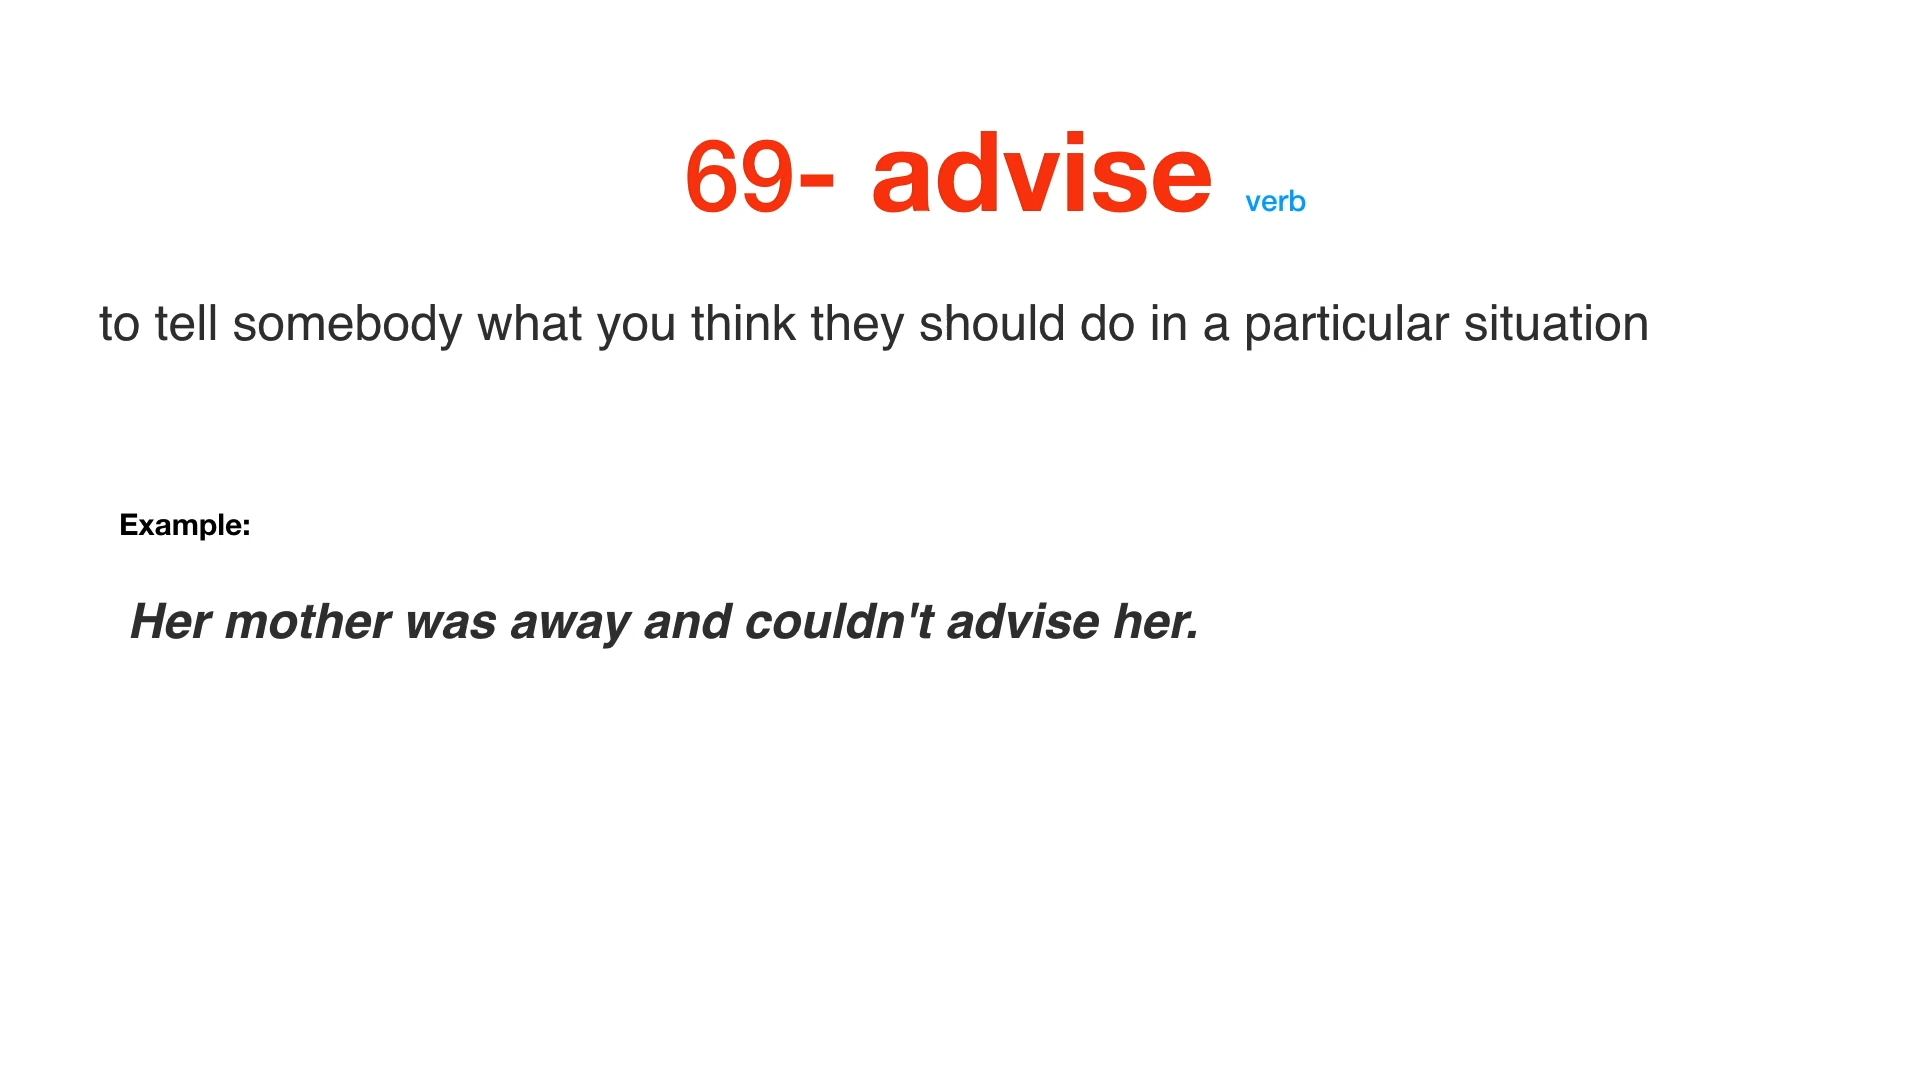 69- advise verb
to tell somebody what you think they should do in a particular situation
Example:
Her mother was away and couldn't advise her.